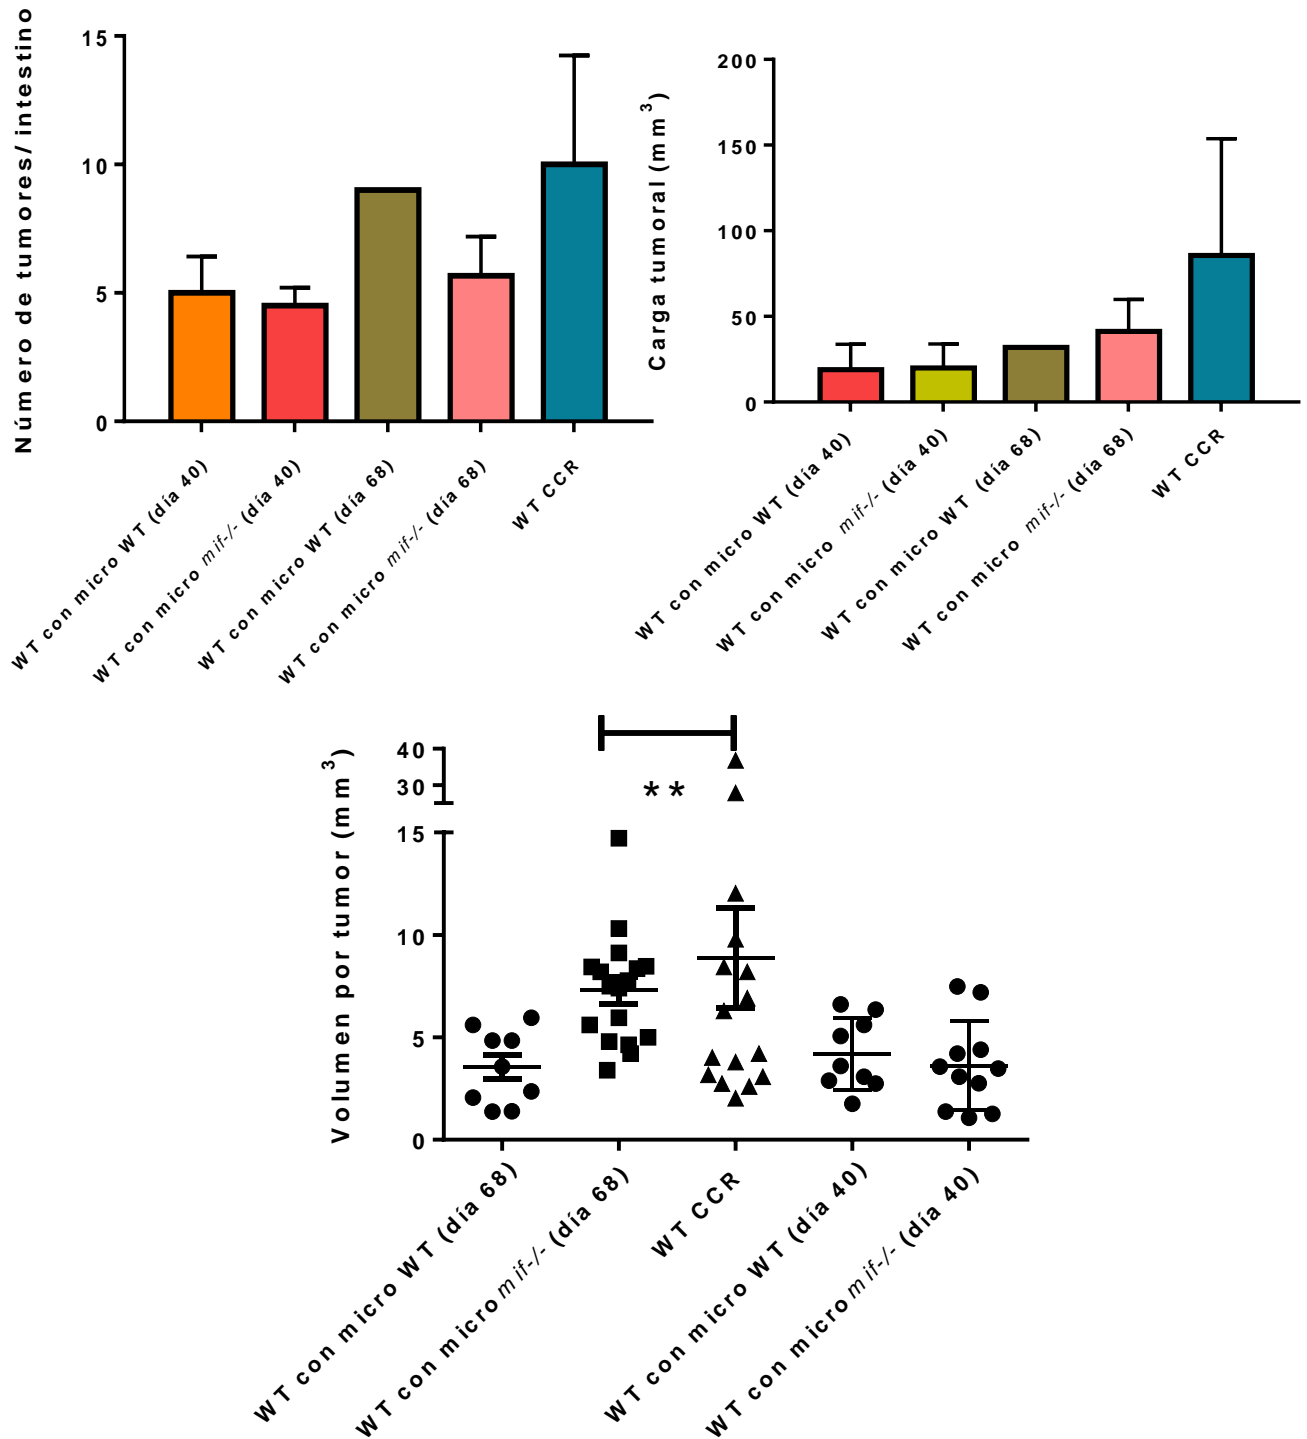 Número de tumores/ intestino
15
10
5
0
WT con micro WT (día 40)
WT con micro mif-/- (día 40)
WT con micro WT (día 68)
WT con micro mif-/- (día 68)
WT CCR
Carga tumoral (mm³)
200
150
100
50
0
WT con micro WT (día 40)
WT con micro mif-/- (día 40)
WT con micro WT (día 68)
WT con micro mif-/- (día 68)
WT CCR
Volumen por tumor (mm³)
40
30
15
10
5
0
**
WT con micro WT (día 68)
WT con micro mif-/- (día 68)
WT CCR
WT con micro WT (día 40)
WT con micro mif-/- (día 40)